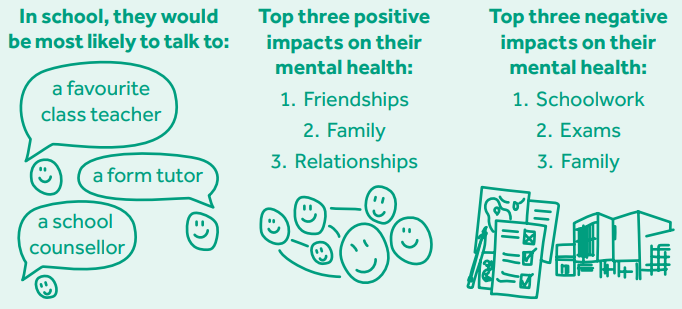 In school, they would
be most likely to talk to:
a favourite
class teacher
a form tutor
a school
counsellor
Top three positive
impacts on their
mental health:
1. Friendships
2. Family
3. Relationships
Top three negative
impacts on their
mental health:
1. Schoolwork
2. Exams
3. Family